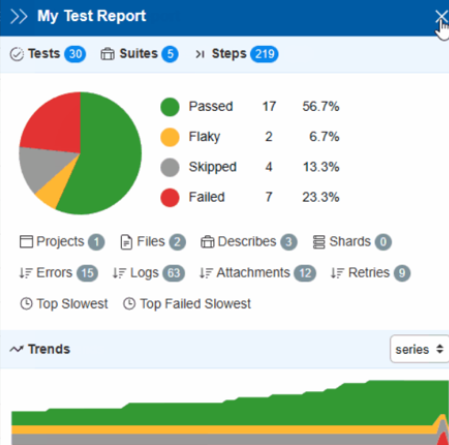 My Test Report
Tests 30 Suites 5 Steps 219
Passed 17 56.7%
Flaky 2 6.7%
Skipped 4 13.3%
Failed 7 23.3%
Projects 1 Files 2 Describes 3 Shards 0
Errors 15 Logs 63 Attachments 12 Retries 9
Top Slowest Top Failed Slowest
Trends series